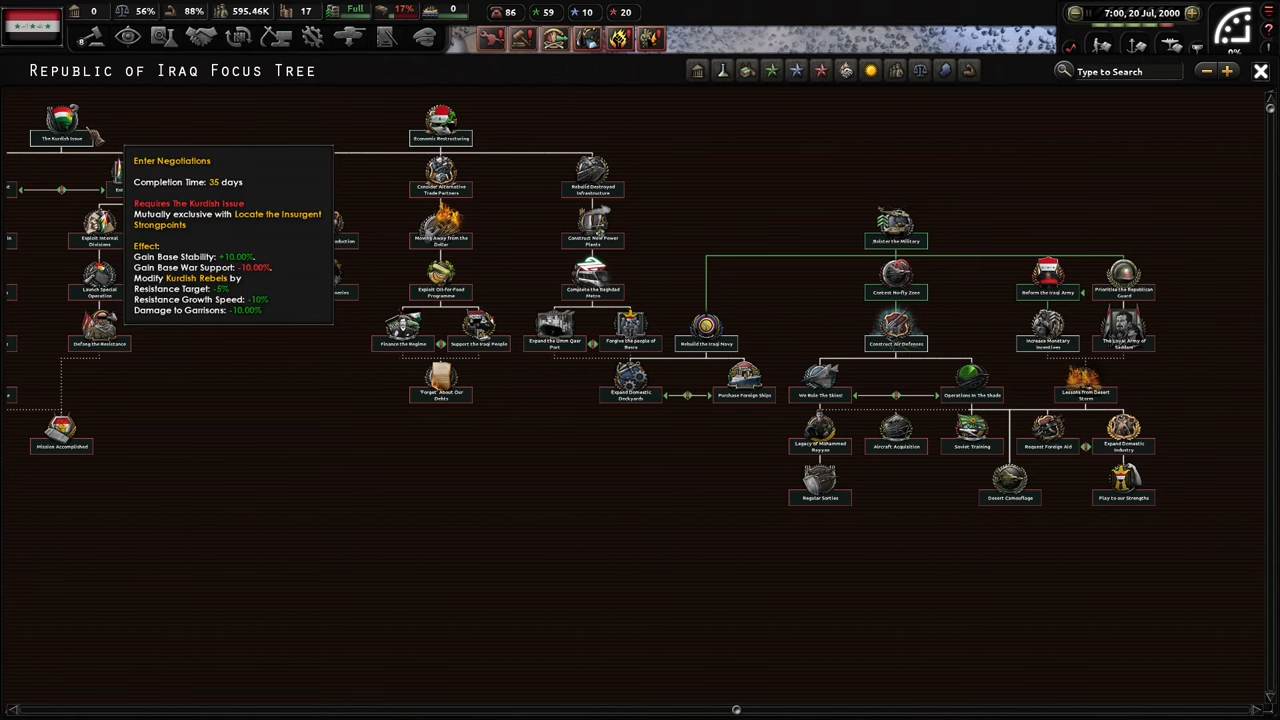 0 56% 88% 595.46K 17 Full 17% 0 86 59 10 20 7:00, 20 Jul, 2000
8
0%
Republic of Iraq Focus Tree
Type to Search
The Kurdish Issue
Economic Restructuring
Enter Negotiations
Completion Time: 35 days
Requires The Kurdish Issue
Mutually exclusive with Locate the Insurgent
Strongpoints
Effect:
Gain Base Stability: +10.00%.
Gain Base War Support: -10.00%.
Modify Kurdish Rebels by
Resistance Target: -5%
Resistance Growth Speed: -10%
Damage to Garrisons: -10.00%
Consider Alternative
Trade Partners
Rebuild Destroyed
Infrastructure
Exploit Internal
Divisions
Moving Away from the
Dollar
Construct New Power
Plants
Bolster the Military
Launch Special
Operation
Exploit Oil-for-Food
Programme
Complete the Baghdad
Metro
Contest No-Fly Zone
Reform the Iraqi Army
Prioritise the Republican
Guard
Defang the Resistance
Finance the Regime
Support the Iraqi People
Expand the Umm Qasr
Port
Forgive the people of
Basra
Rebuild the Iraqi Navy
Construct Air Defenses
Increase Monetary
Incentives
The Loyal Army of
Saddam
'Forget' About Our
Debts
Expand Domestic
Dockyards
Purchase Foreign Ships
We Rule The Skies!
Operations In The Shade
Lessons from Desert
Storm
Mission Accomplished
Legacy of Mohammed
Rayyan
Aircraft Acquisition
Soviet Training
Request Foreign Aid
Expand Domestic
Industry
Regular Sorties
Desert Camouflage
Play to our Strengths